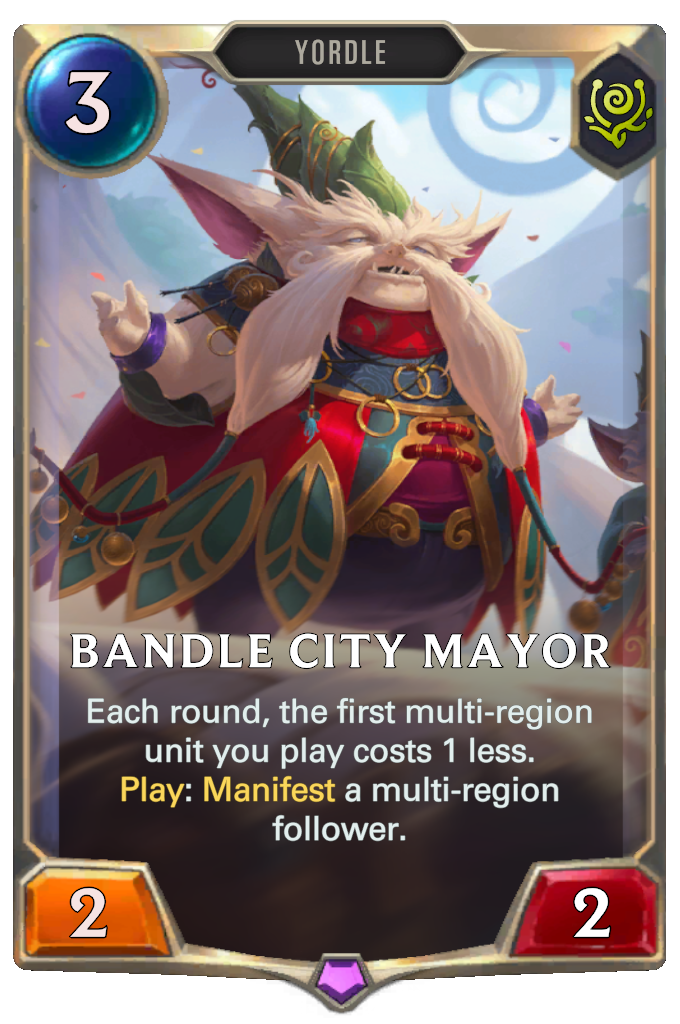 YORDLE
3
BANDLE CITY MAYOR
Each round, the first multi-region
unit you play costs 1 less.
Play: Manifest a multi-region
follower.
2
2